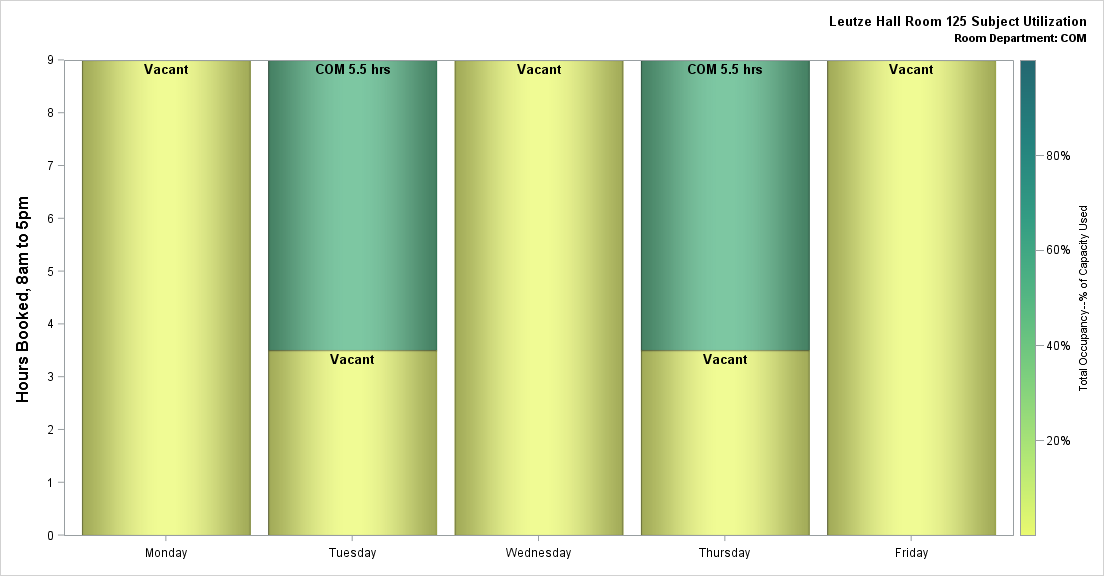 Leutze Hall Room 125 Subject Utilization
Room Department: COM
Hours Booked, 8am to 5pm
9
8
7
6
5
4
3
2
1
0
Vacant
COM 5.5 hrs
Vacant
COM 5.5 hrs
Vacant
Vacant
Vacant
Monday
Tuesday
Wednesday
Thursday
Friday
80%
60%
40%
20%
Total Occupancy--% of Capacity Used